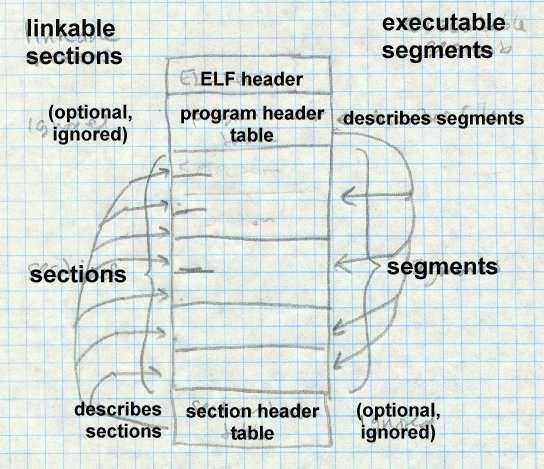 linkable
sections
executable
segments
ELF header
(optional,
ignored)
program header
table
describes segments
sections
segments
describes
sections
section header
table
(optional,
ignored)